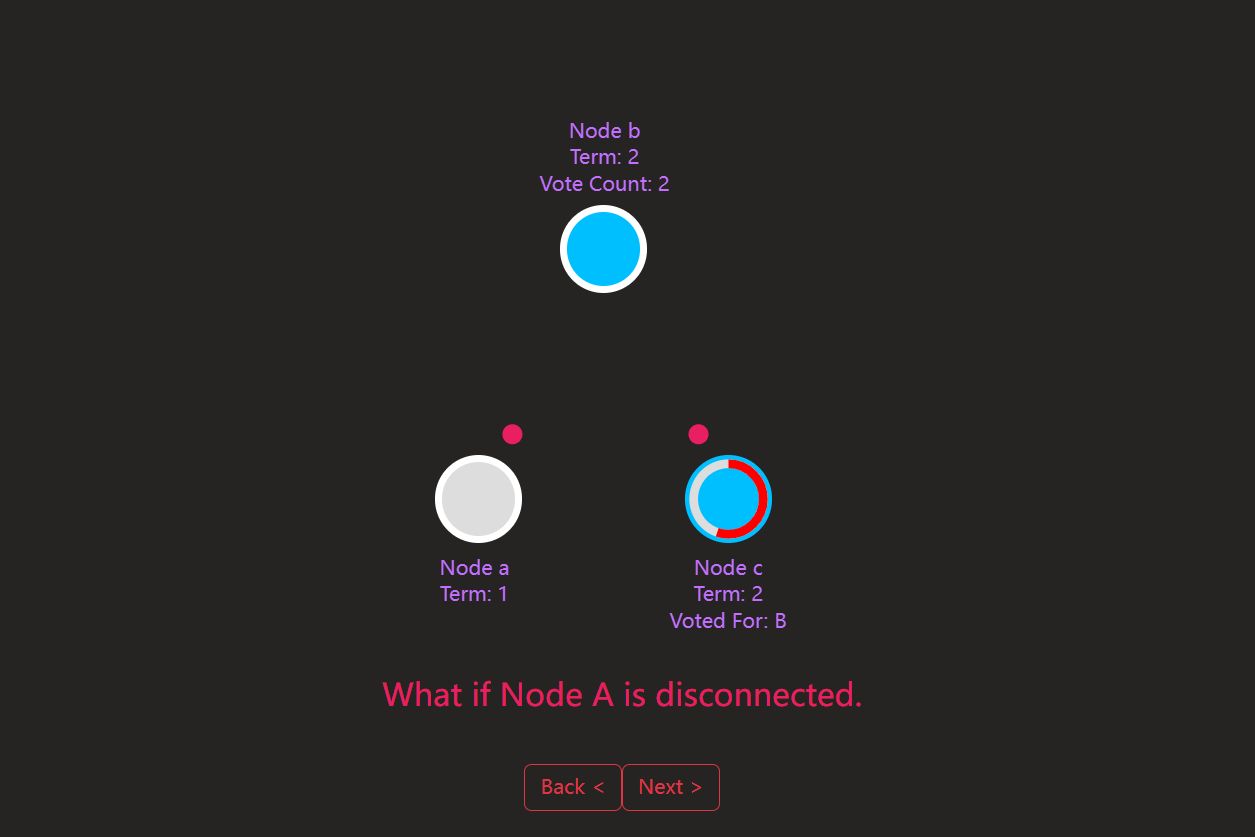 Node b
Term: 2
Vote Count: 2
Node a
Term: 1
Node c
Term: 2
Voted For: B
What if Node A is disconnected.
Back <
Next >